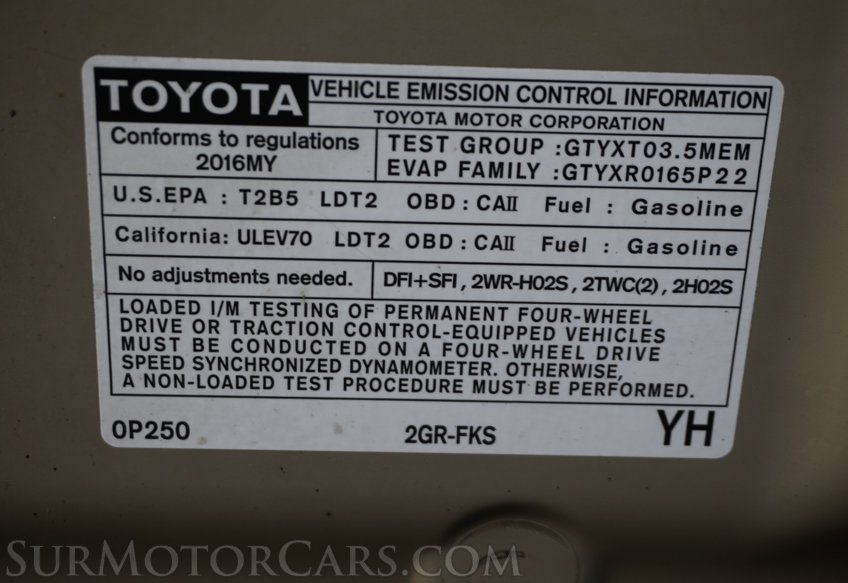 TOYOTA VEHICLE EMISSION CONTROL INFORMATION
TOYOTA MOTOR CORPORATION
Conforms to regulations
2016MY
TEST GROUP :GTYXT03.5MEM
EVAP FAMILY :GTYXR0165P22
U.S.EPA : T2B5 LDT2 OBD : CAII Fuel : Gasoline
California: ULEV70 LDT2 OBD : CAII Fuel : Gasoline
No adjustments needed. DFI+SFI, 2WR-HO2S, 2TWC(2), 2HO2S
LOADED I/M TESTING OF PERMANENT FOUR-WHEEL
DRIVE OR TRACTION CONTROL-EQUIPPED VEHICLES
MUST BE CONDUCTED ON A FOUR-WHEEL DRIVE
SPEED SYNCHRONIZED DYNAMOMETER. OTHERWISE,
A NON-LOADED TEST PROCEDURE MUST BE PERFORMED.
0P250 2GR-FKS YH
SURMOTORCARS.COM